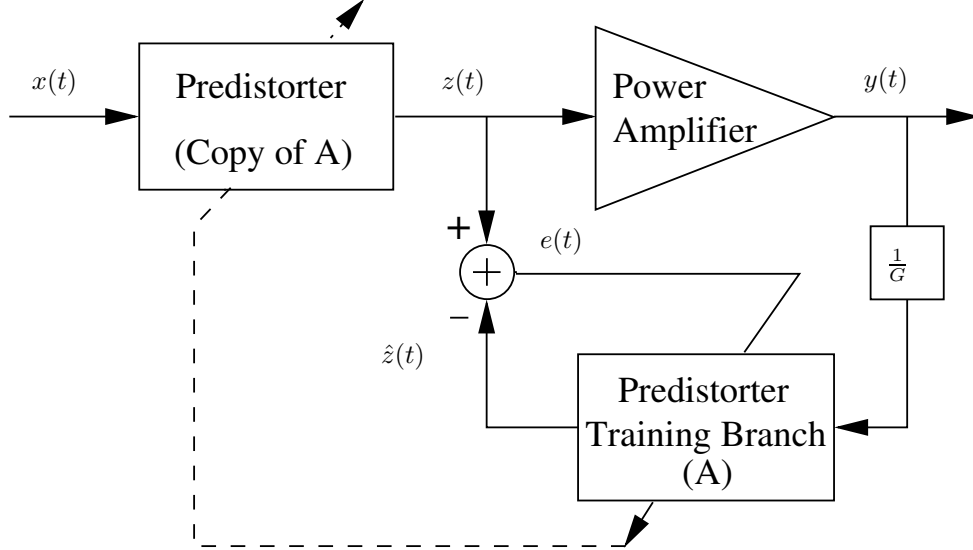 x(t)
Predistorter
(Copy of A)
z(t)
Power
Amplifier
y(t)
+
e(t)
+
1/G
−
ẑ(t)
Predistorter
Training Branch
(A)